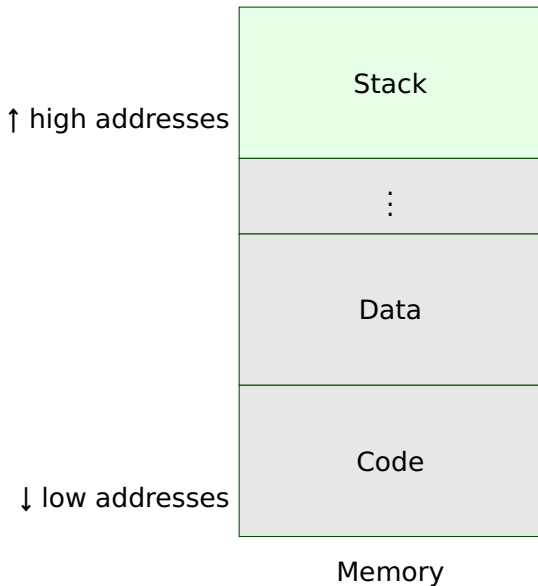 Stack
↑ high addresses
⋮
Data
Code
↓ low addresses
Memory